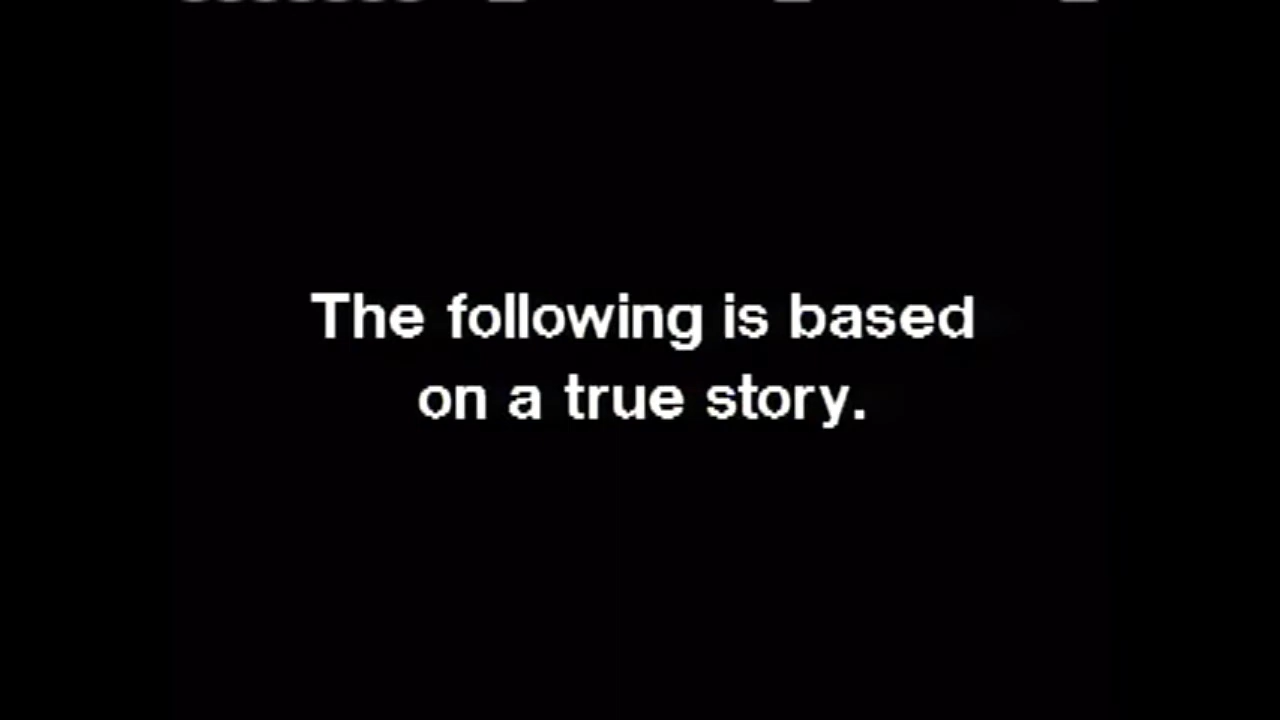 The following is based
on a true story.